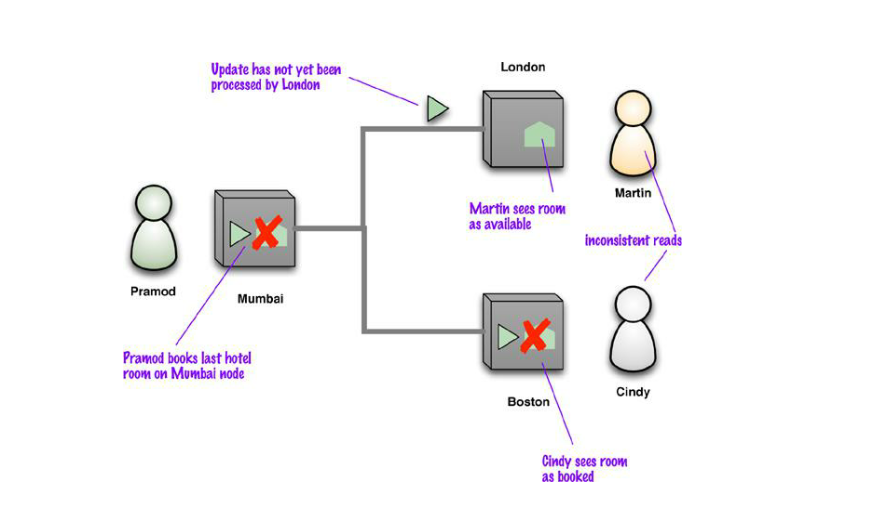 Update has not yet been
processed by London
London
Martin
Martin sees room
as available
inconsistent reads
Pramod
Mumbai
Pramod books last hotel
room on Mumbai node
Boston
Cindy
Cindy sees room
as booked